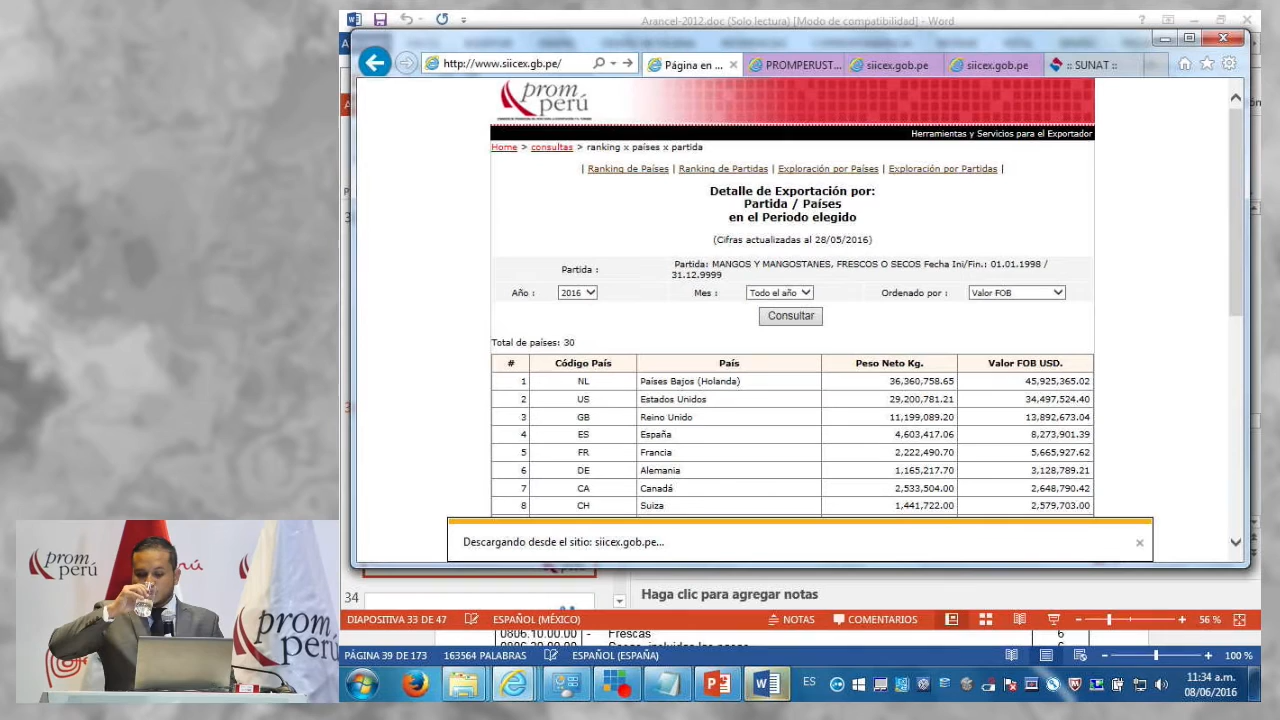 Arancel-2012.doc (Solo lectura) [Modo de compatibilidad] - Word
http://www.siicex.gb.pe/
Página en ...
PROMPERUST...
siicex.gob.pe
siicex.gob.pe
:: SUNAT ::
prom
perú
Herramientas y Servicios para el Exportador
Home > consultas > ranking x países x partida
| Ranking de Países | Ranking de Partidas | Exploración por Países | Exploración por Partidas |
Detalle de Exportación por:
Partida / Países
en el Periodo elegido
(Cifras actualizadas al 28/05/2016)
Partida : Partida: MANGOS Y MANGOSTANES, FRESCOS O SECOS Fecha Ini/Fin.: 01.01.1998 /
31.12.9999
Año : 2016 Mes : Todo el año Ordenado por : Valor FOB
Consultar
Total de países: 30
# Código País País Peso Neto Kg. Valor FOB USD.
1 NL Países Bajos (Holanda) 36,360,758.65 45,925,365.02
2 US Estados Unidos 29,200,781.21 34,497,524.40
3 GB Reino Unido 11,199,089.20 13,892,673.04
4 ES España 4,603,417.06 8,273,901.39
5 FR Francia 2,222,490.70 5,665,927.62
6 DE Alemania 1,165,217.70 3,128,789.21
7 CA Canadá 2,533,504.00 2,648,790.42
8 CH Suiza 1,441,722.00 2,579,703.00
Descargando desde el sitio: siicex.gob.pe...
34
Haga clic para agregar notas
DIAPOSITIVA 33 DE 47 ESPAÑOL (MÉXICO) NOTAS COMENTARIOS 56 %
0806.10.00.00 - Frescas 6
PÁGINA 39 DE 173 163564 PALABRAS ESPAÑOL (ESPAÑA) 100 %
ES
11:34 a.m.
08/06/2016
prom
perú
prom
perú